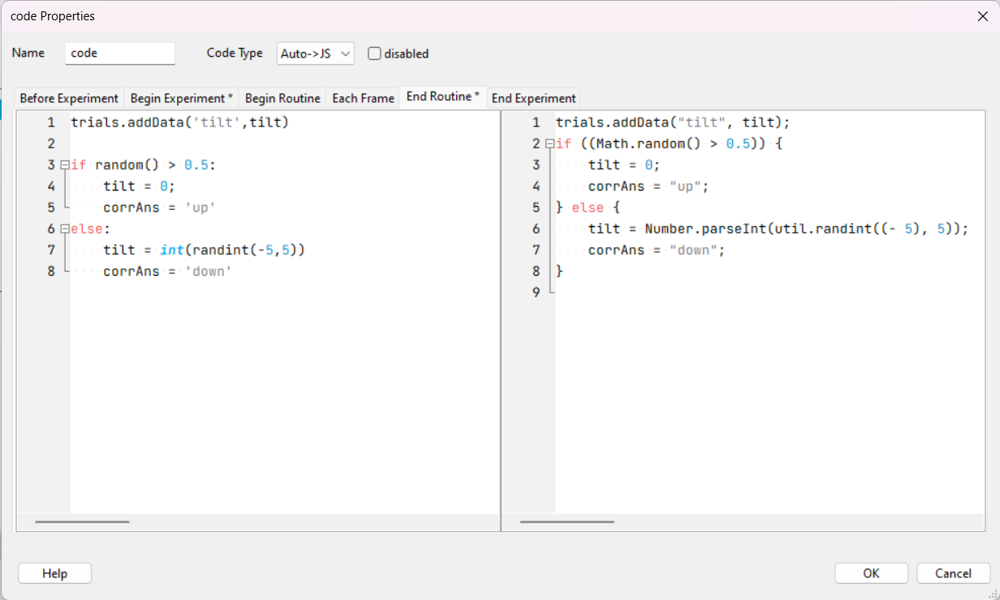 code Properties
Name code Code Type Auto->JS disabled
Before Experiment Begin Experiment * Begin Routine Each Frame End Routine * End Experiment
1 trials.addData('tilt',tilt)
2
3 if random() > 0.5:
4 tilt = 0;
5 corrAns = 'up'
6 else:
7 tilt = int(randint(-5,5))
8 corrAns = 'down'
1 trials.addData("tilt", tilt);
2 if ((Math.random() > 0.5)) {
3 tilt = 0;
4 corrAns = "up";
5 } else {
6 tilt = Number.parseInt(util.randint((- 5), 5));
7 corrAns = "down";
8 }
9
Help OK Cancel